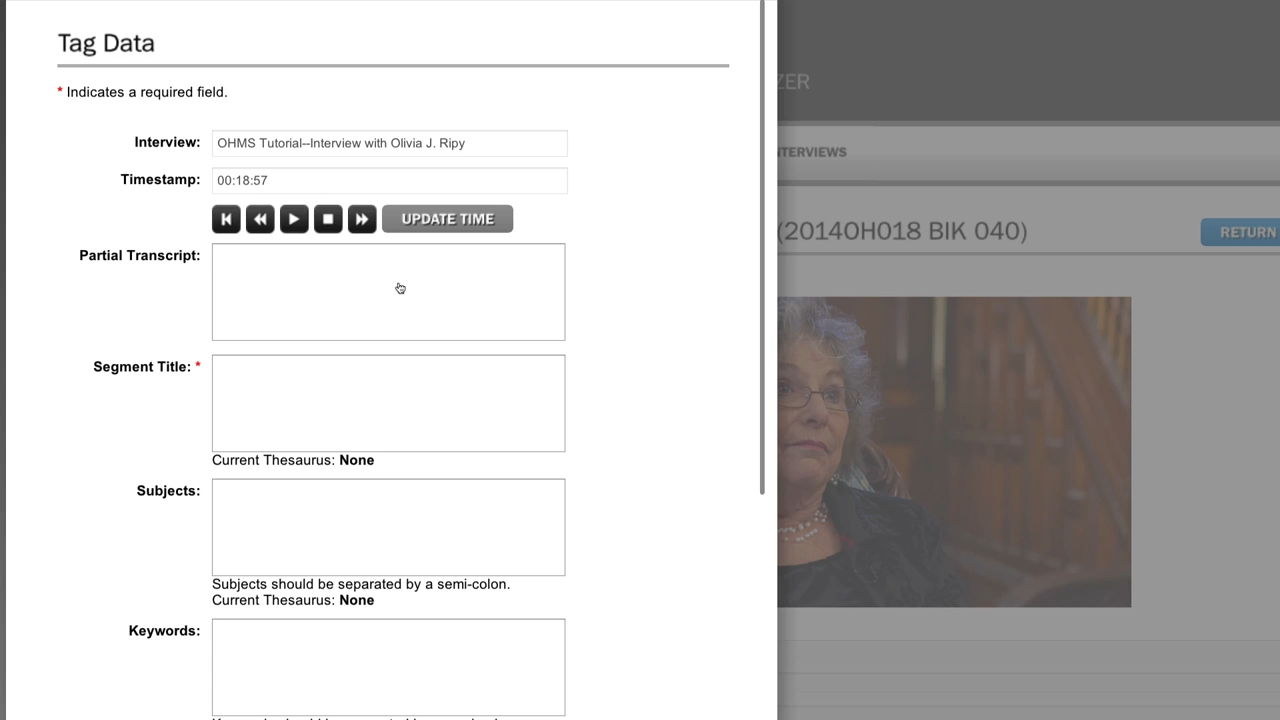 Tag Data
* Indicates a required field.
Interview: OHMS Tutorial--Interview with Olivia J. Ripy
Timestamp: 00:18:57
UPDATE TIME
Partial Transcript:
Segment Title: *
Current Thesaurus: None
Subjects:
Subjects should be separated by a semi-colon.
Current Thesaurus: None
Keywords:
ZER
NTERVIEWS
(2014OH018 BIK 040)
RETURN